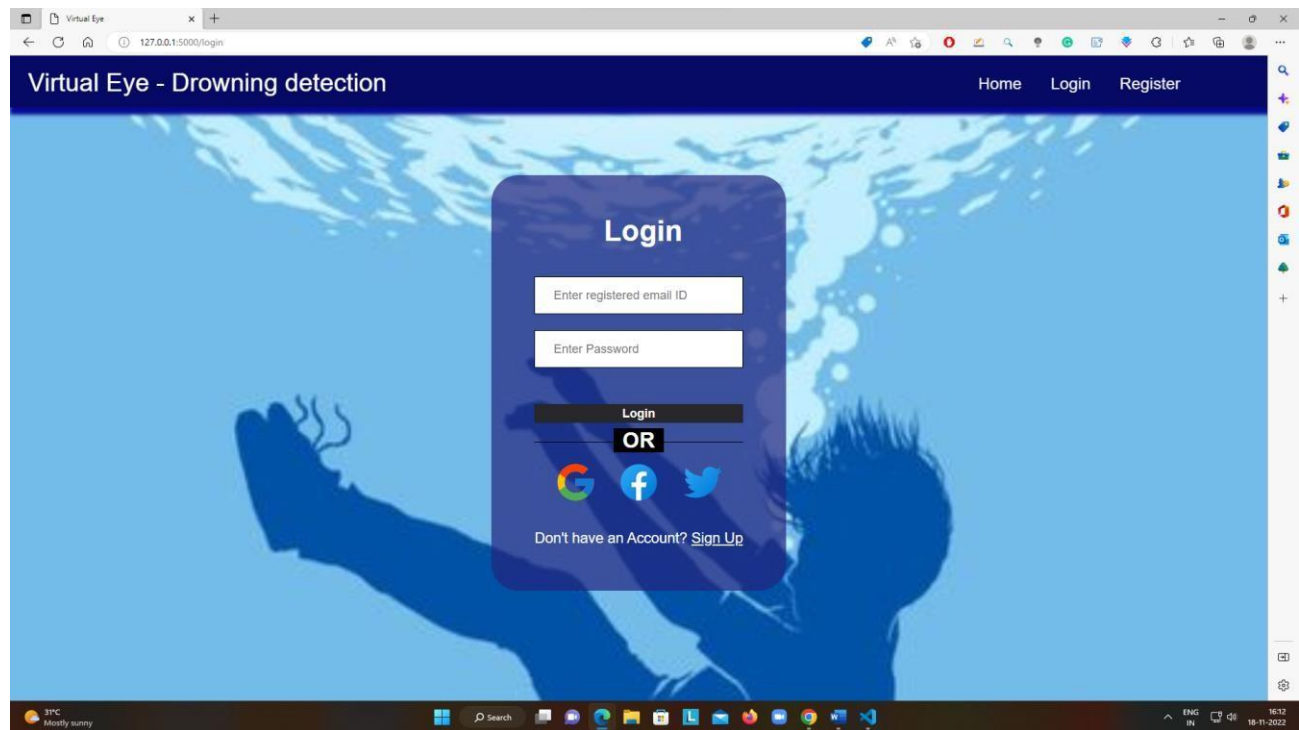 Virtual Eye
127.0.0.1:5000/login
Virtual Eye - Drowning detection
Home Login Register
Login
Enter registered email ID
Enter Password
Login
OR
Don't have an Account? Sign Up
31°C
Mostly sunny
Search
ENG
IN
16:12
18-11-2022